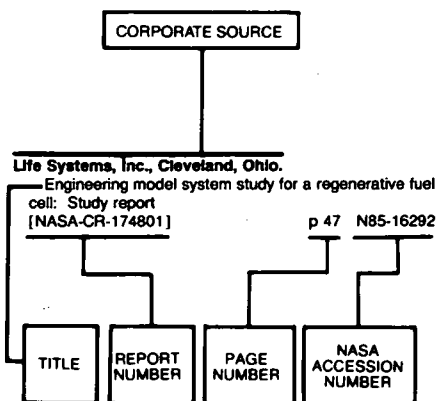 CORPORATE SOURCE
Life Systems, Inc., Cleveland, Ohio.
Engineering model system study for a regenerative fuel
cell: Study report
[NASA-CR-174801] p 47 N85-16292
TITLE
REPORT
NUMBER
PAGE
NUMBER
NASA
ACCESSION
NUMBER